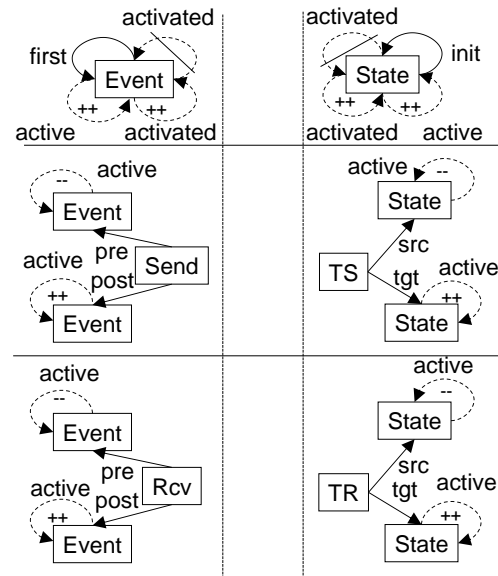 activated activated
first Event State init
++ ++ ++ ++
active activated activated active
active active
-- --
Event State
pre src
Send TS
active post tgt active
++ ++
Event State
active active
-- --
Event State
pre src
Rcv TR
active post tgt active
++ ++
Event State